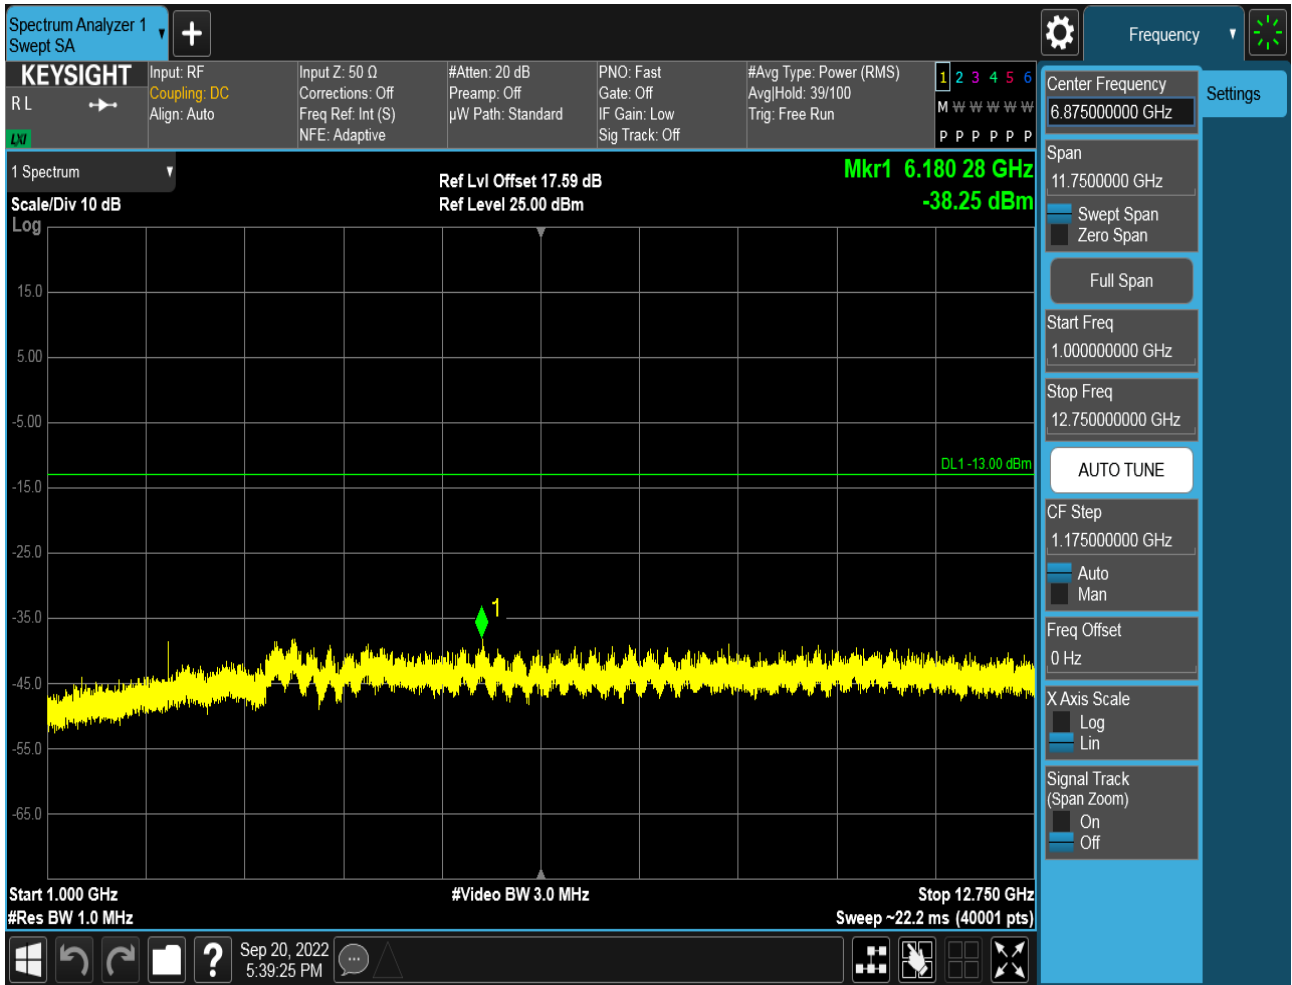 Spectrum Analyzer 1
Swept SA
Frequency
KEYSIGHT
R L
LXI
Input: RF
Coupling: DC
Align: Auto
Input Z: 50 Ω
Corrections: Off
Freq Ref: Int (S)
NFE: Adaptive
#Atten: 20 dB
Preamp: Off
µW Path: Standard
PNO: Fast
Gate: Off
IF Gain: Low
Sig Track: Off
#Avg Type: Power (RMS)
Avg|Hold: 39/100
Trig: Free Run
1 2 3 4 5 6
M W W W W W
P P P P P P
Center Frequency
6.875000000 GHz
Settings
Span
11.7500000 GHz
Swept Span
Zero Span
Full Span
Start Freq
1.000000000 GHz
Stop Freq
12.750000000 GHz
AUTO TUNE
CF Step
1.175000000 GHz
Auto
Man
Freq Offset
0 Hz
X Axis Scale
Log
Lin
Signal Track
(Span Zoom)
On
Off
1 Spectrum
Scale/Div 10 dB
Log
Ref Lvl Offset 17.59 dB
Ref Level 25.00 dBm
Mkr1 6.180 28 GHz
-38.25 dBm
15.0
5.00
-5.00
DL1 -13.00 dBm
-15.0
-25.0
1
-35.0
-45.0
-55.0
-65.0
Start 1.000 GHz
#Video BW 3.0 MHz
Stop 12.750 GHz
#Res BW 1.0 MHz
Sweep ~22.2 ms (40001 pts)
?
Sep 20, 2022
5:39:25 PM